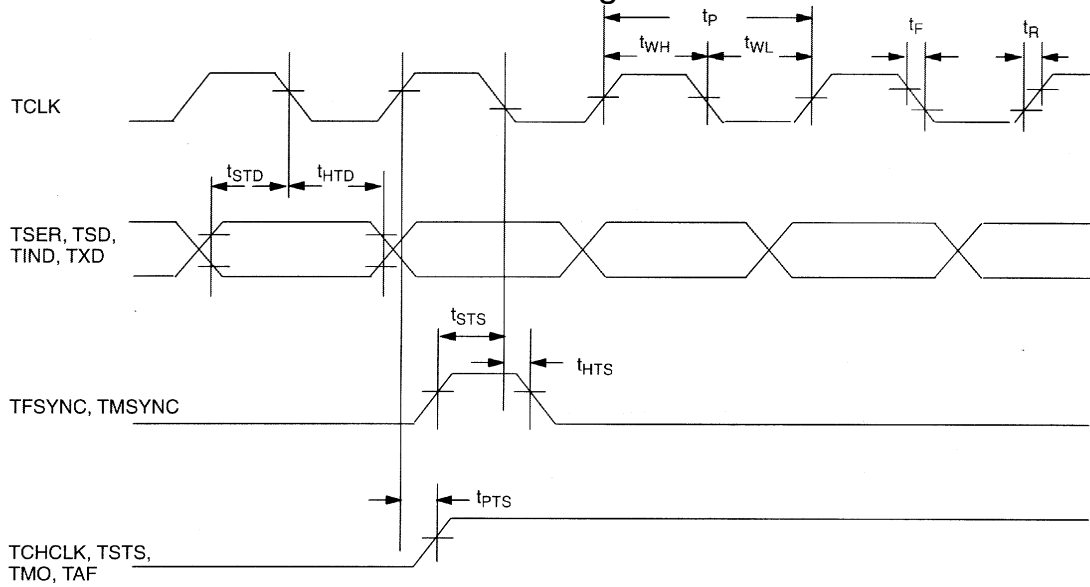 tP
tWH
tWL
tF
tR
TCLK
tSTD
tHTD
TSER, TSD,
TIND, TXD
tSTS
tHTS
TFSYNC, TMSYNC
tPTS
TCHCLK, TSTS,
TMO, TAF